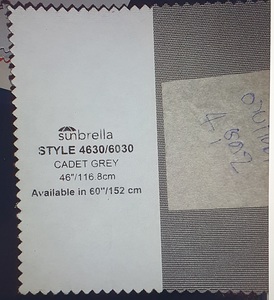 sunbrella
STYLE 4630/6030
CADET GREY
46"/116.8cm
Available in 60"/152 cm